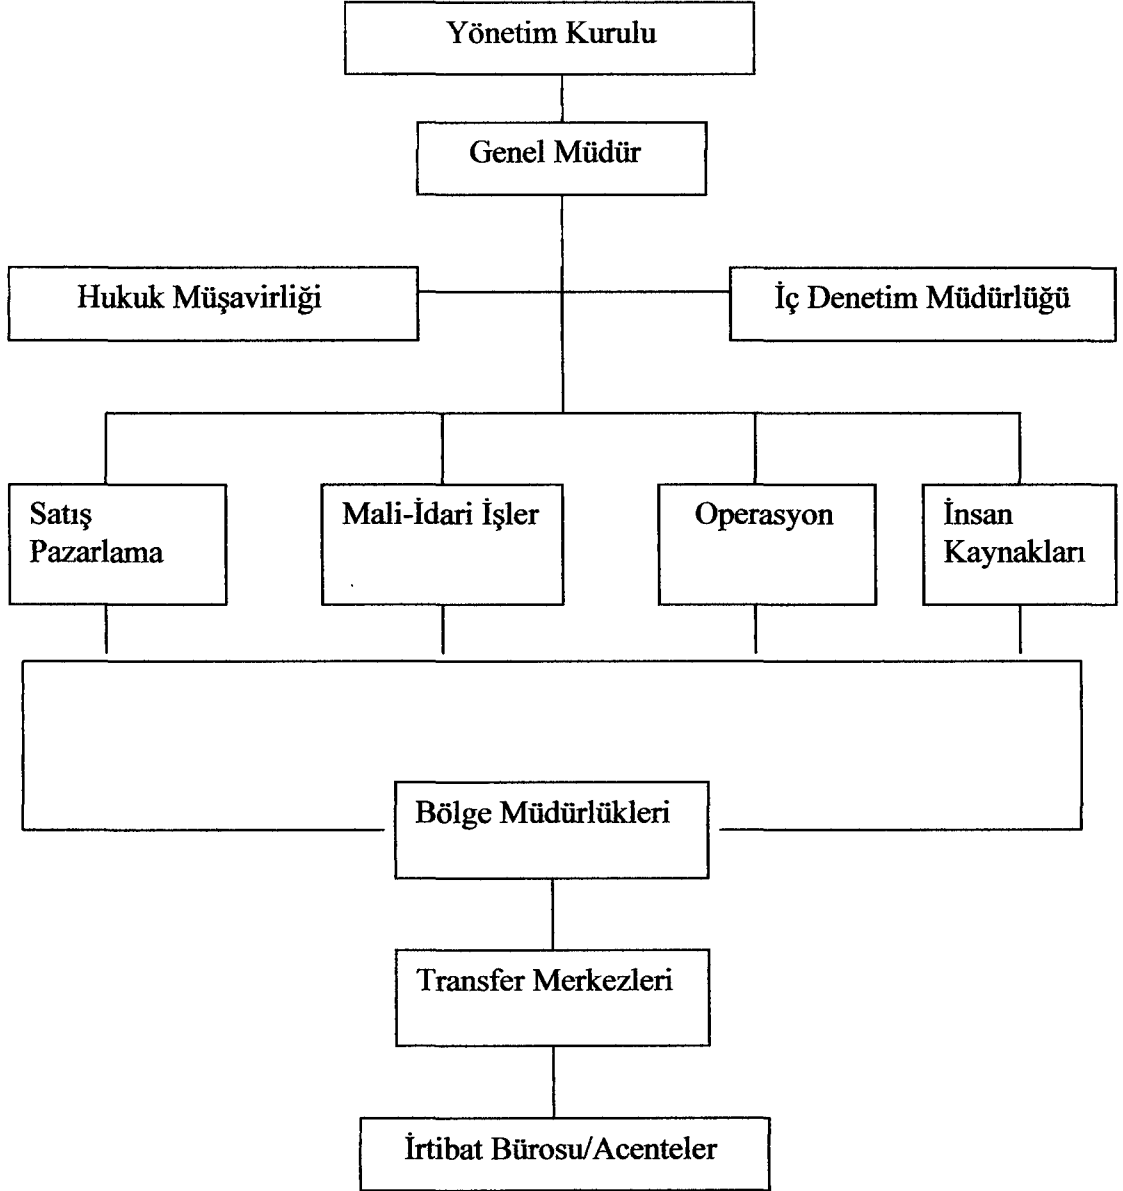 Yönetim Kurulu
Genel Müdür
Hukuk Müşavirliği
İç Denetim Müdürlüğü
Satış
Pazarlama
Mali-İdari İşler
Operasyon
İnsan
Kaynakları
Bölge Müdürlükleri
Transfer Merkezleri
İrtibat Bürosu/Acenteler